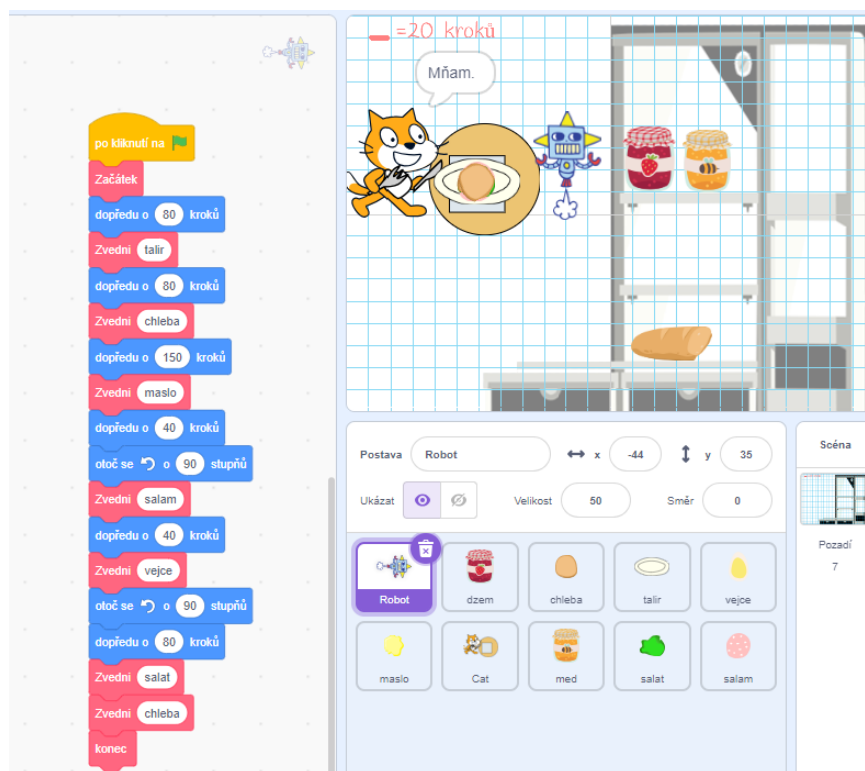 po kliknutí na
Začátek
dopředu o 80 kroků
Zvedni talir
dopředu o 80 kroků
Zvedni chleba
dopředu o 150 kroků
Zvedni maslo
dopředu o 40 kroků
otoč se o 90 stupňů
Zvedni salam
dopředu o 40 kroků
Zvedni vejce
otoč se o 90 stupňů
dopředu o 80 kroků
Zvedni salat
Zvedni chleba
konec
=20 kroků
Mňam.
Postava Robot x -44 y 35
Ukázat Velikost 50 Směr 0
Robot dzem chleba talir vejce
maslo Cat med salat salam
Scéna
Pozadí
7